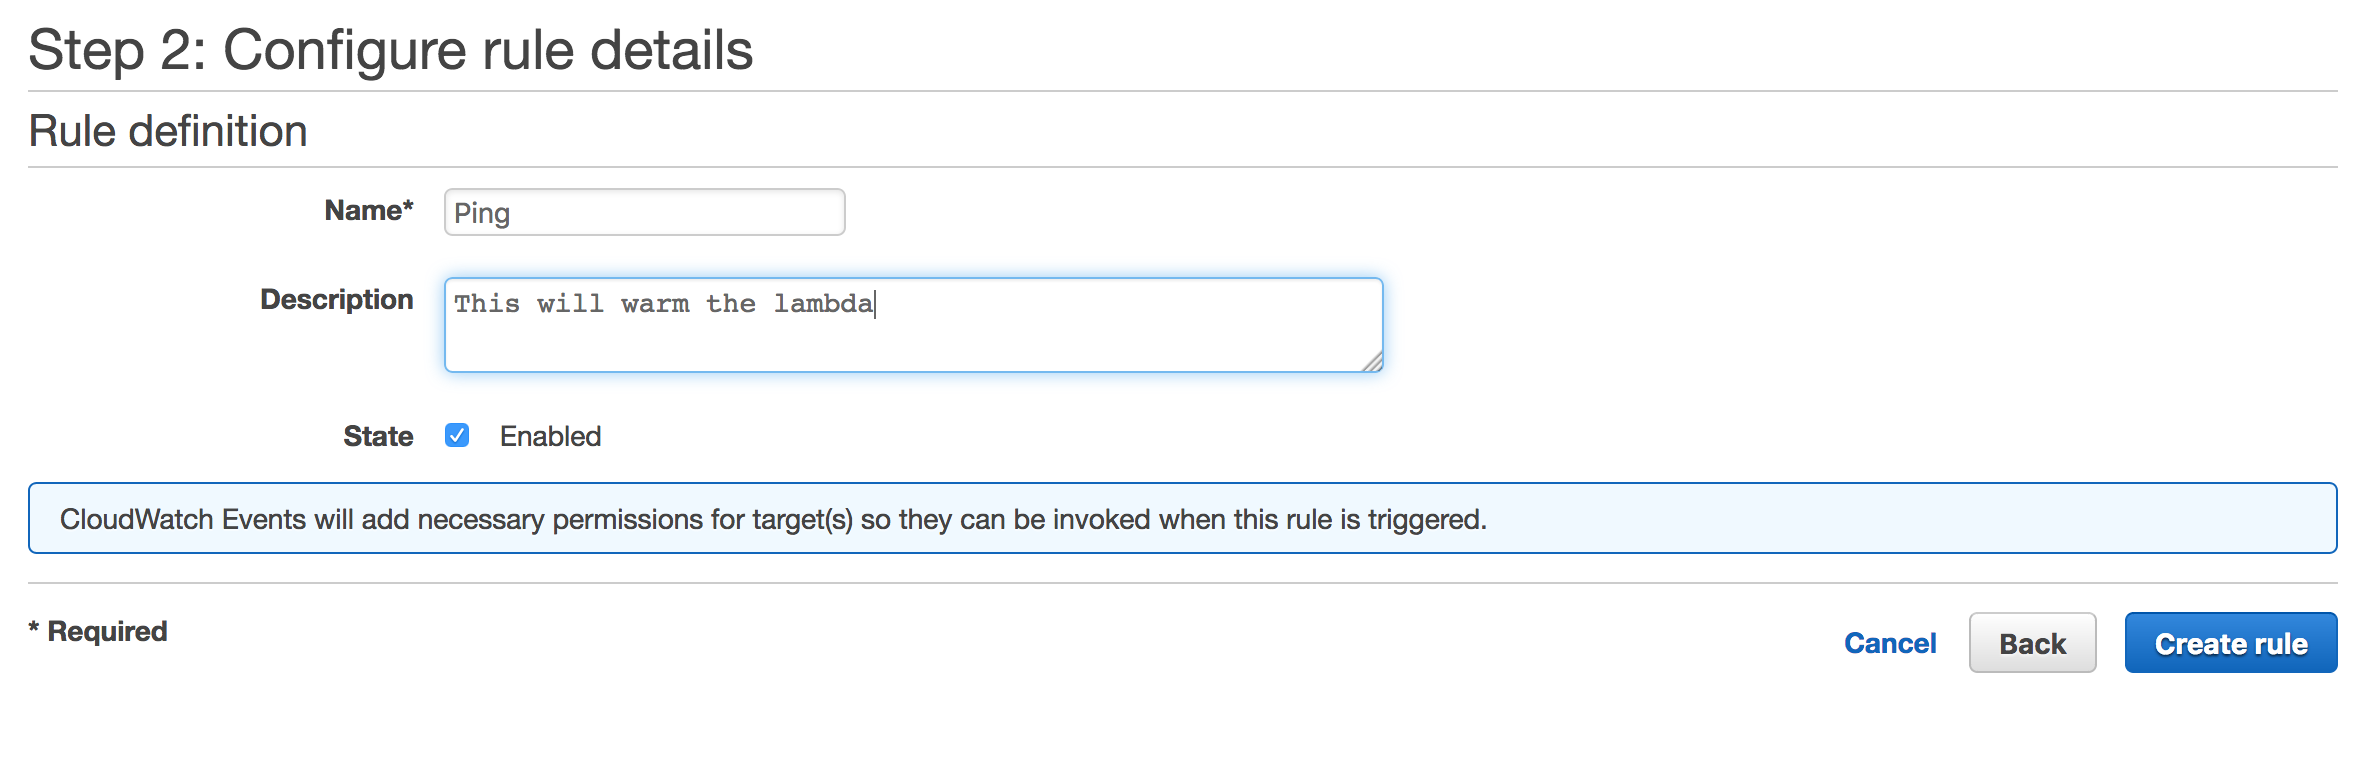 Step 2: Configure rule details
Rule definition
Name* Ping
Description This will warm the lambda
State Enabled
CloudWatch Events will add necessary permissions for target(s) so they can be invoked when this rule is triggered.
* Required Cancel Back Create rule